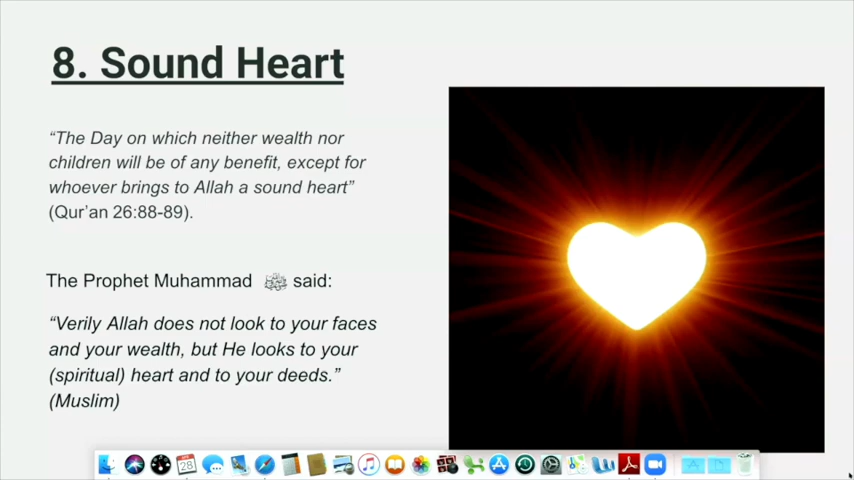 8. Sound Heart
“The Day on which neither wealth nor
children will be of any benefit, except for
whoever brings to Allah a sound heart”
(Qur’an 26:88-89).
The Prophet Muhammad ﷺ said:
“Verily Allah does not look to your faces
and your wealth, but He looks to your
(spiritual) heart and to your deeds.”
(Muslim)
28